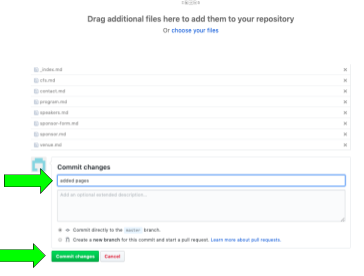 Drag additional files here to add them to your repository
Or choose your files
_index.md
cfs.md
contact.md
program.md
speakers.md
sponsor-form.md
sponsor.md
venue.md
Commit changes
added pages
Add an optional extended description...
Commit directly to the master branch.
Create a new branch for this commit and start a pull request. Learn more about pull requests.
Commit changes
Cancel